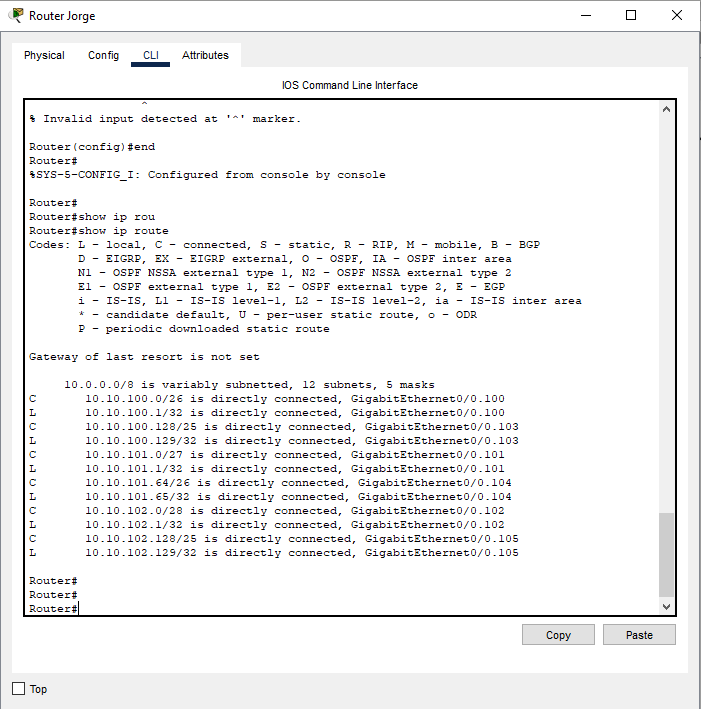 Router Jorge
Physical Config CLI Attributes
IOS Command Line Interface
^
% Invalid input detected at '^' marker.
Router(config)#end
Router#
%SYS-5-CONFIG_I: Configured from console by console
Router#
Router#show ip rou
Router#show ip route
Codes: L - local, C - connected, S - static, R - RIP, M - mobile, B - BGP
D - EIGRP, EX - EIGRP external, O - OSPF, IA - OSPF inter area
N1 - OSPF NSSA external type 1, N2 - OSPF NSSA external type 2
E1 - OSPF external type 1, E2 - OSPF external type 2, E - EGP
i - IS-IS, L1 - IS-IS level-1, L2 - IS-IS level-2, ia - IS-IS inter area
* - candidate default, U - per-user static route, o - ODR
P - periodic downloaded static route
Gateway of last resort is not set
10.0.0.0/8 is variably subnetted, 12 subnets, 5 masks
C 10.10.100.0/26 is directly connected, GigabitEthernet0/0.100
L 10.10.100.1/32 is directly connected, GigabitEthernet0/0.100
C 10.10.100.128/25 is directly connected, GigabitEthernet0/0.103
L 10.10.100.129/32 is directly connected, GigabitEthernet0/0.103
C 10.10.101.0/27 is directly connected, GigabitEthernet0/0.101
L 10.10.101.1/32 is directly connected, GigabitEthernet0/0.101
C 10.10.101.64/26 is directly connected, GigabitEthernet0/0.104
L 10.10.101.65/32 is directly connected, GigabitEthernet0/0.104
C 10.10.102.0/28 is directly connected, GigabitEthernet0/0.102
L 10.10.102.1/32 is directly connected, GigabitEthernet0/0.102
C 10.10.102.128/25 is directly connected, GigabitEthernet0/0.105
L 10.10.102.129/32 is directly connected, GigabitEthernet0/0.105
Router#
Router#
Router#
Copy Paste
Top